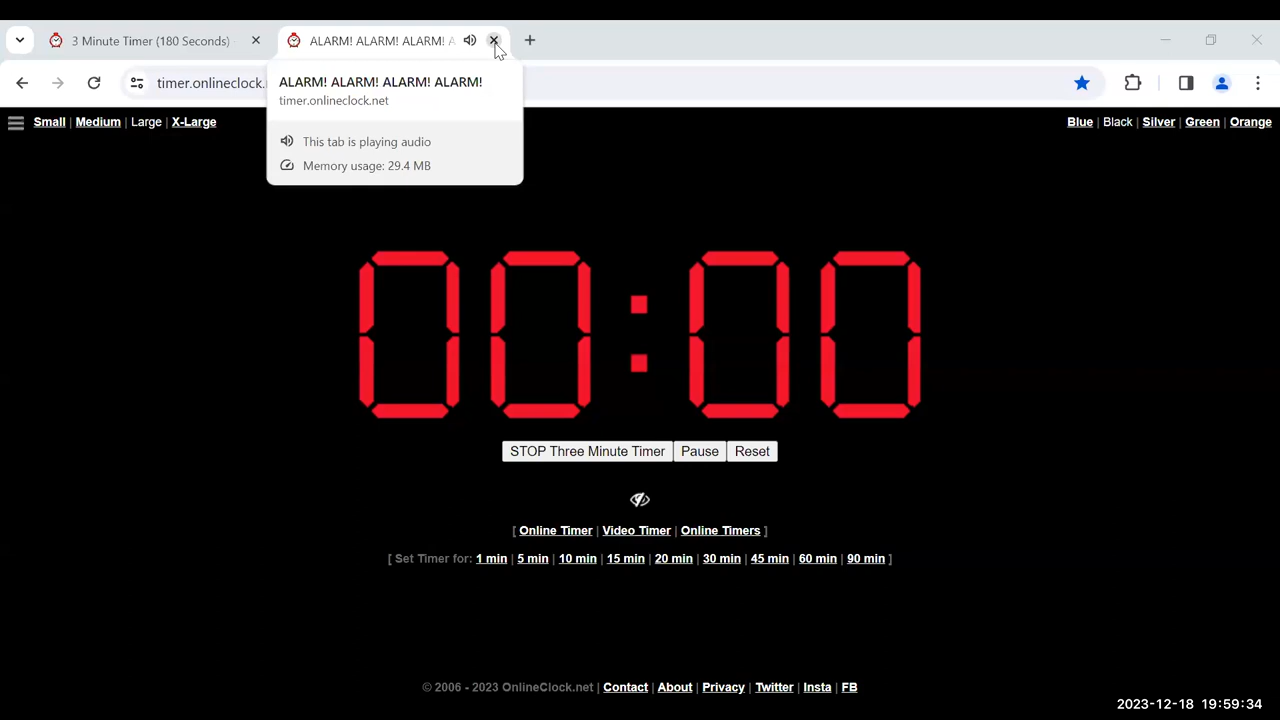 3 Minute Timer (180 Seconds)
ALARM! ALARM! ALARM! A
timer.onlineclock.
ALARM! ALARM! ALARM! ALARM!
timer.onlineclock.net
This tab is playing audio
Memory usage: 29.4 MB
Small | Medium | Large | X-Large
Blue | Black | Silver | Green | Orange
00:00
STOP Three Minute Timer Pause Reset
[ Online Timer | Video Timer | Online Timers ]
[ Set Timer for: 1 min | 5 min | 10 min | 15 min | 20 min | 30 min | 45 min | 60 min | 90 min ]
© 2006 - 2023 OnlineClock.net | Contact | About | Privacy | Twitter | Insta | FB
2023-12-18 19:59:34